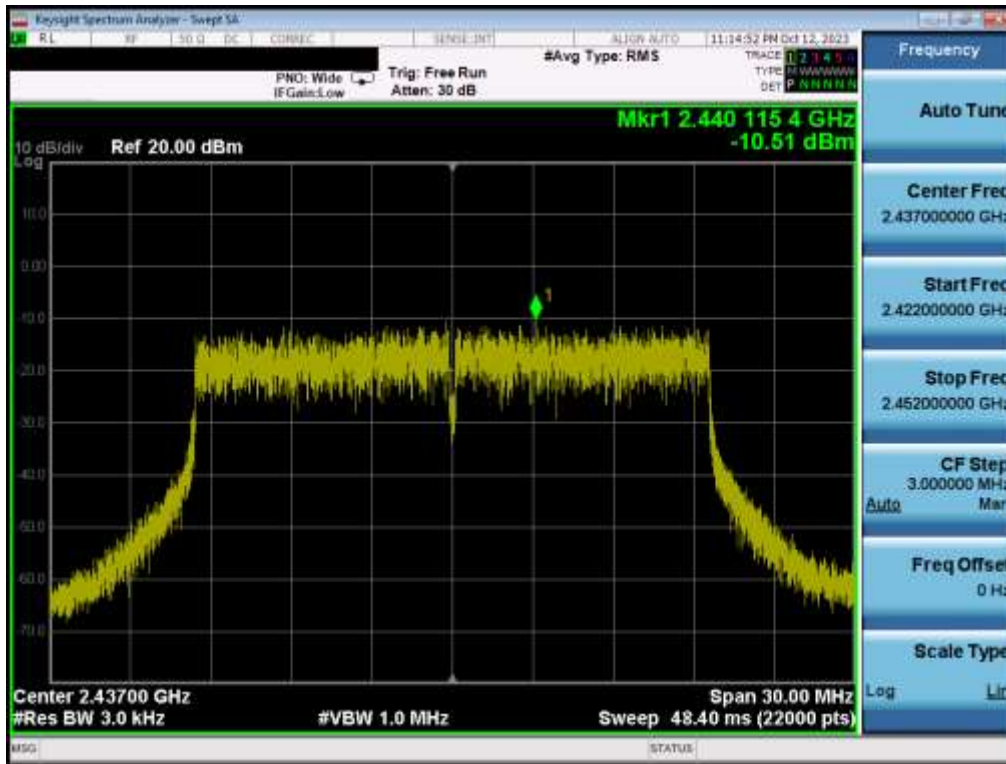 Keysight Spectrum Analyzer - Swept SA
RL RF 50 Ω DC CORREC SENSE:INT ALIGN AUTO 11:14:52 PM Oct 12, 2023
#Avg Type: RMS
TRACE 1 2 3 4 5 6
PNO: Wide Trig: Free Run
TYPE M WWWWW
IFGain:Low Atten: 30 dB
DET P N N N N N
Mkr1 2.440 115 4 GHz
10 dB/div Ref 20.00 dBm -10.51 dBm
Log
10.0
0.00
1
-10.0
-20.0
-30.0
-40.0
-50.0
-60.0
-70.0
Center 2.43700 GHz Span 30.00 MHz
#Res BW 3.0 kHz #VBW 1.0 MHz Sweep 48.40 ms (22000 pts)
MSG STATUS
Frequency
Auto Tune
Center Freq
2.437000000 GHz
Start Freq
2.422000000 GHz
Stop Freq
2.452000000 GHz
CF Step
3.000000 MHz
Auto Man
Freq Offset
0 Hz
Scale Type
Log Lin